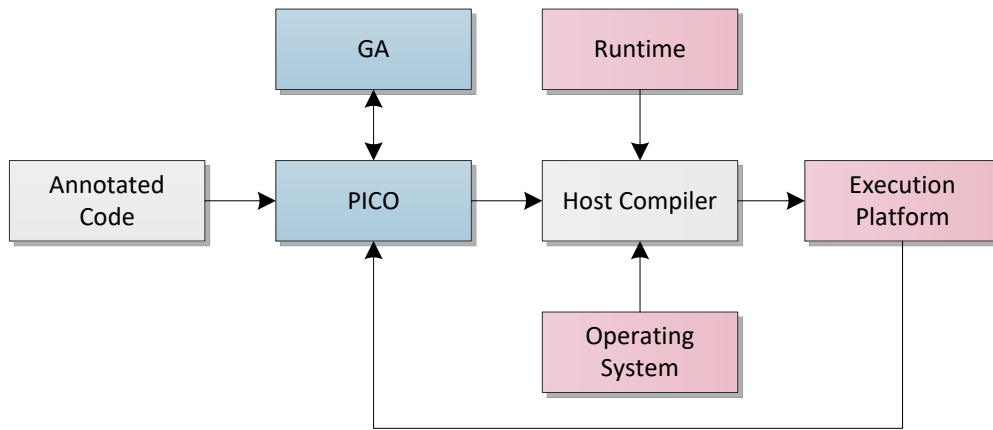 GA
Runtime
Annotated
Code
PICO
Host Compiler
Execution
Platform
Operating
System